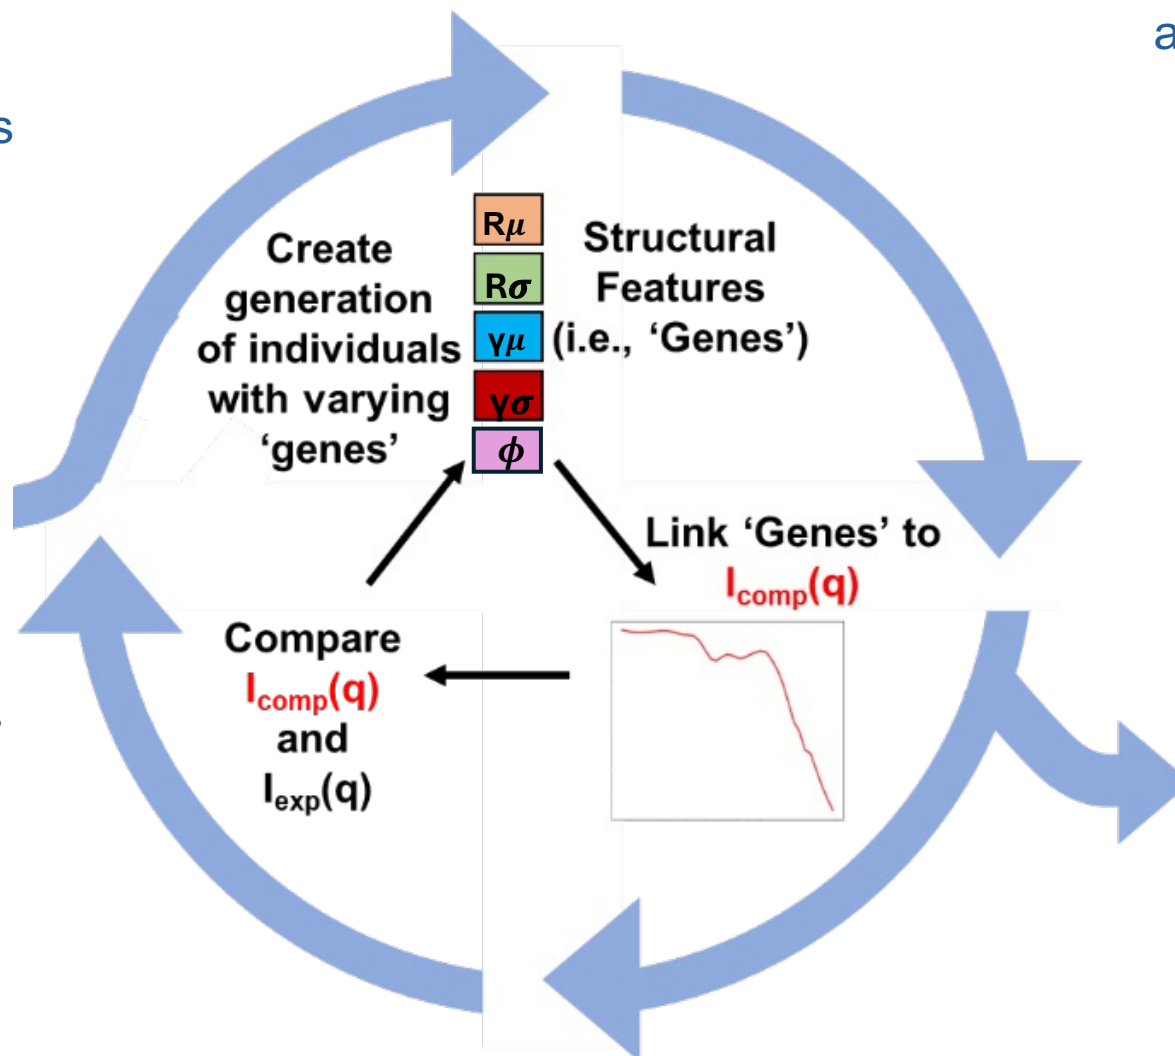 a
s
Create
generation
of individuals
with varying
‘genes’
Rμ
Rσ
γμ
γσ
ϕ
Structural
Features
(i.e., ‘Genes’)
Link ‘Genes’ to
Icomp(q)
Compare
Icomp(q)
and
Iexp(q)